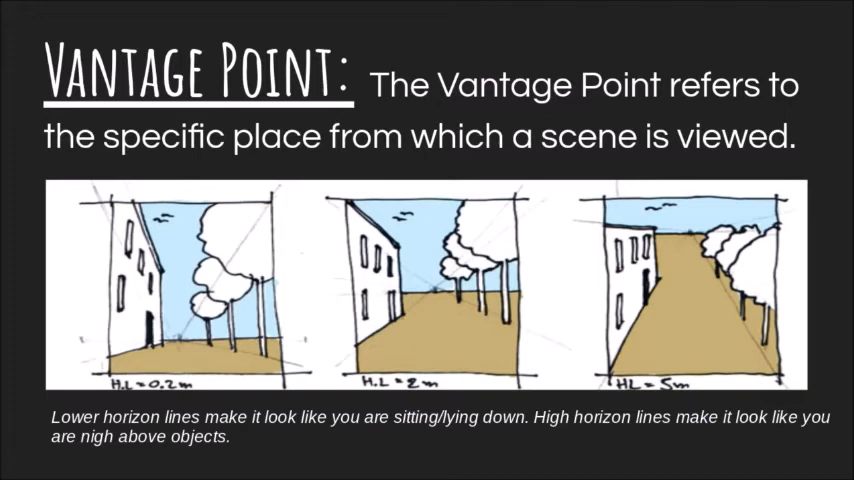 Vantage Point: The Vantage Point refers to
the specific place from which a scene is viewed.
H.L = 0.2m
H.L = 2m
HL = 5m
Lower horizon lines make it look like you are sitting/lying down. High horizon lines make it look like you
are nigh above objects.